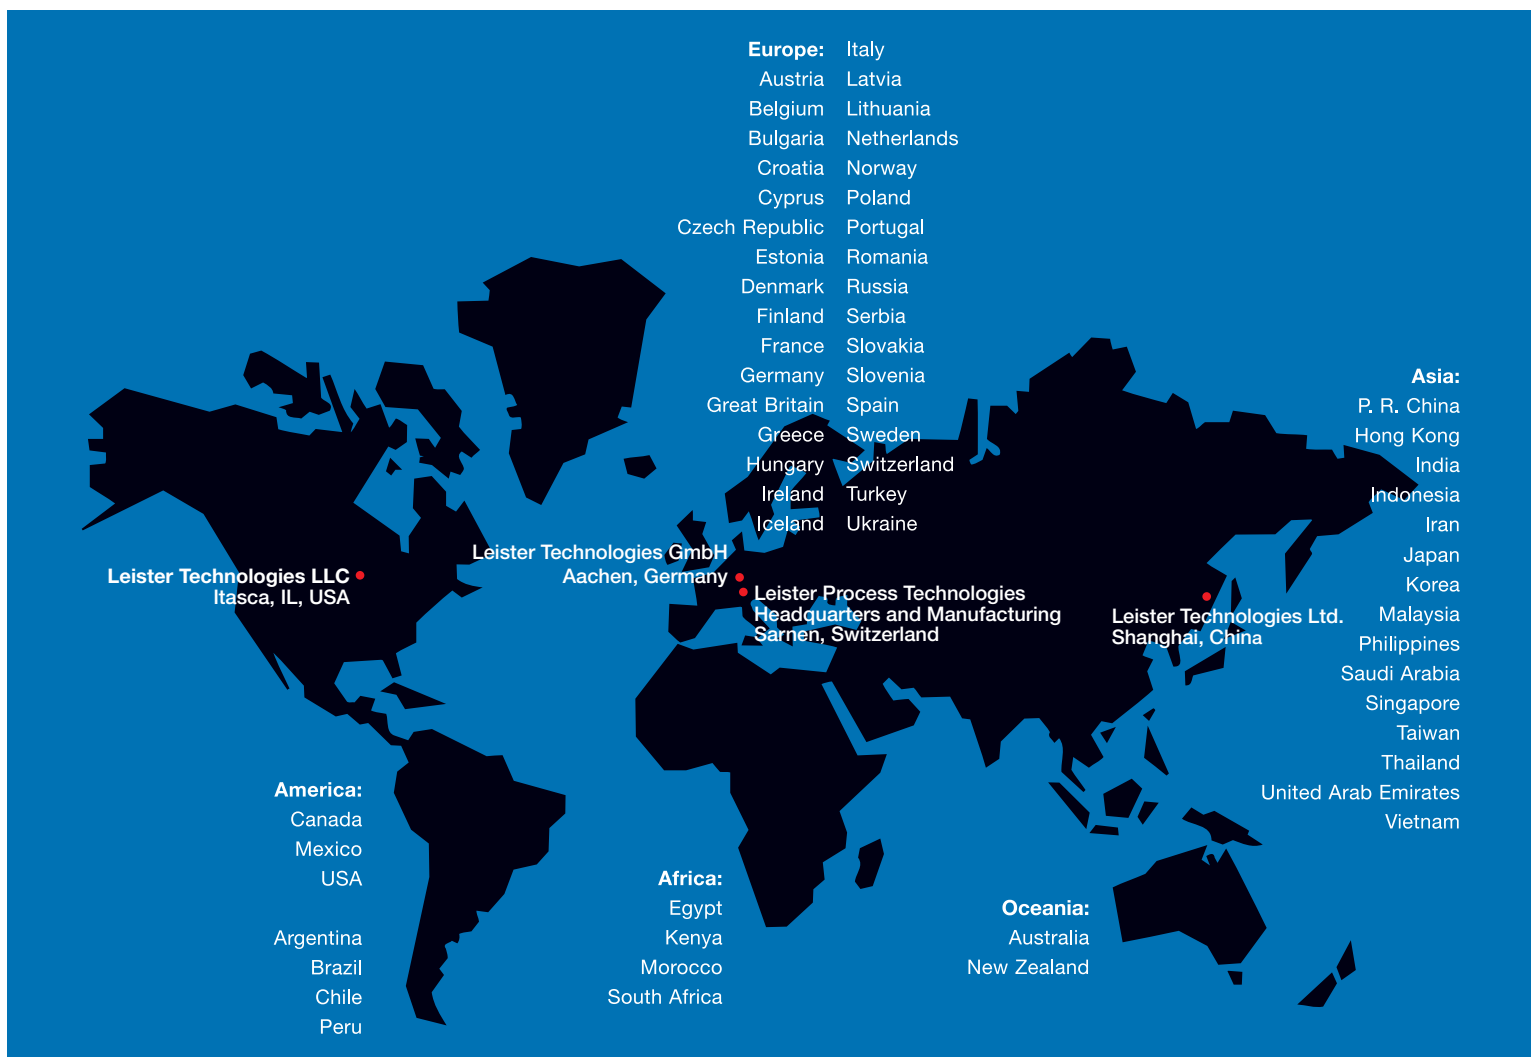 Europe:
Austria
Belgium
Bulgaria
Croatia
Cyprus
Czech Republic
Estonia
Denmark
Finland
France
Germany
Great Britain
Greece
Hungary
Ireland
Iceland
Italy
Latvia
Lithuania
Netherlands
Norway
Poland
Portugal
Romania
Russia
Serbia
Slovakia
Slovenia
Spain
Sweden
Switzerland
Turkey
Ukraine
Leister Technologies LLC
Itasca, IL, USA
Leister Technologies GmbH
Aachen, Germany
Leister Process Technologies
Headquarters and Manufacturing
Sarnen, Switzerland
Leister Technologies Ltd.
Shanghai, China
Asia:
P. R. China
Hong Kong
India
Indonesia
Iran
Japan
Korea
Malaysia
Philippines
Saudi Arabia
Singapore
Taiwan
Thailand
United Arab Emirates
Vietnam
America:
Canada
Mexico
USA
Argentina
Brazil
Chile
Peru
Africa:
Egypt
Kenya
Morocco
South Africa
Oceania:
Australia
New Zealand